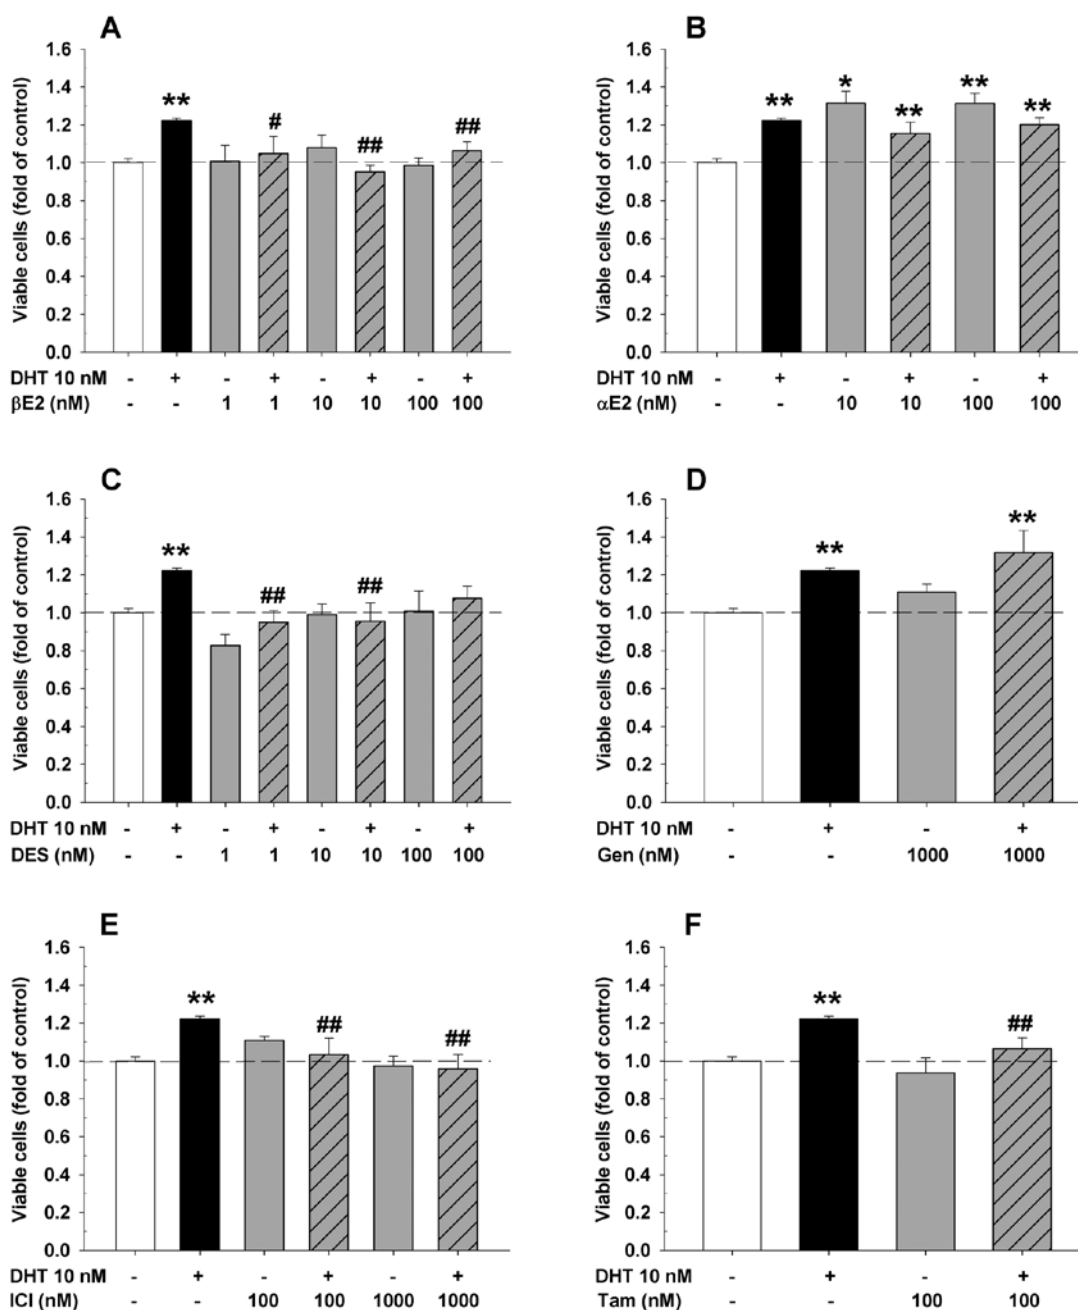 A
Viable cells (fold of control)
1.6
1.4
1.2
1.0
0.8
0.6
0.4
0.2
0.0
** # ## ##
DHT 10 nM - + - + - + - +
βE2 (nM) - - 1 1 10 10 100 100
B
Viable cells (fold of control)
1.6
1.4
1.2
1.0
0.8
0.6
0.4
0.2
0.0
** * ** ** **
DHT 10 nM - + - + - +
αE2 (nM) - - 10 10 100 100
C
Viable cells (fold of control)
1.6
1.4
1.2
1.0
0.8
0.6
0.4
0.2
0.0
** ## ##
DHT 10 nM - + - + - + - +
DES (nM) - - 1 1 10 10 100 100
D
Viable cells (fold of control)
1.6
1.4
1.2
1.0
0.8
0.6
0.4
0.2
0.0
** **
DHT 10 nM - + - +
Gen (nM) - - 1000 1000
E
Viable cells (fold of control)
1.6
1.4
1.2
1.0
0.8
0.6
0.4
0.2
0.0
** ## ##
DHT 10 nM - + - + - +
ICI (nM) - - 100 100 1000 1000
F
Viable cells (fold of control)
1.6
1.4
1.2
1.0
0.8
0.6
0.4
0.2
0.0
** ##
DHT 10 nM - + - +
Tam (nM) - - 100 100